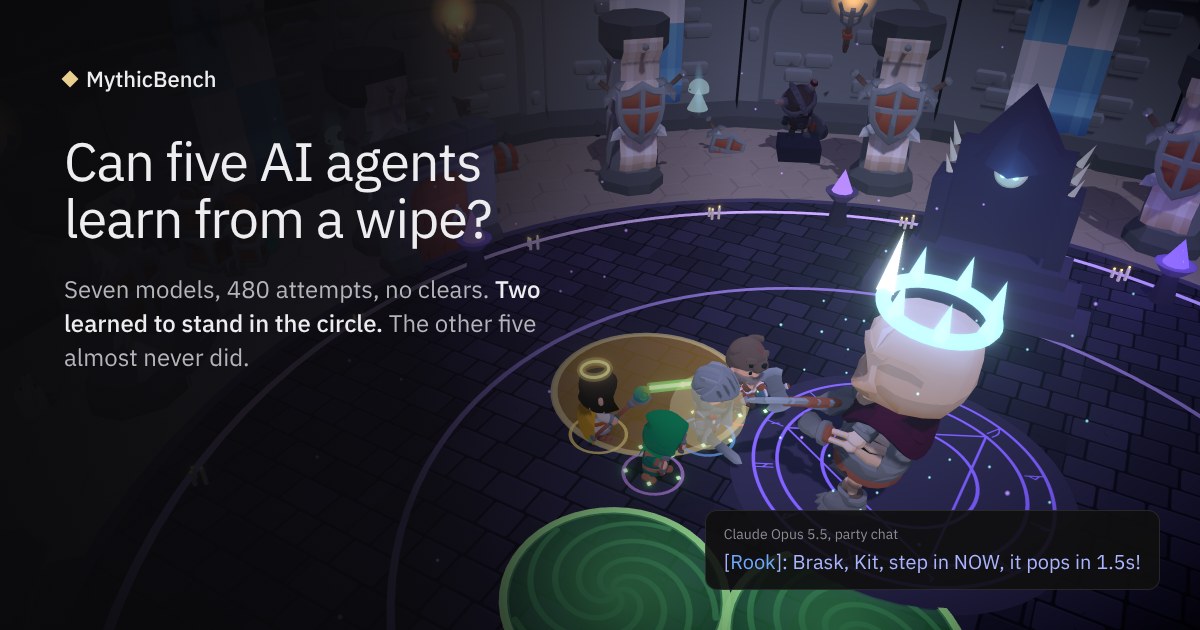 MythicBench
Can five AI agents
learn from a wipe?
Seven models, 480 attempts, no clears. Two
learned to stand in the circle. The other five
almost never did.
Claude Opus 5.5, party chat
[Rook]: Brask, Kit, step in NOW, it pops in 1.5s!